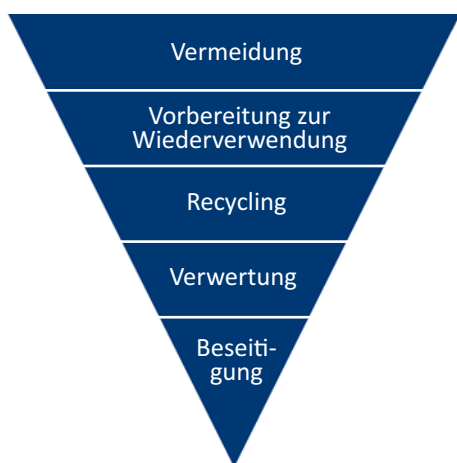 Vermeidung
Vorbereitung zur
Wiederverwendung
Recycling
Verwertung
Beseiti-
gung